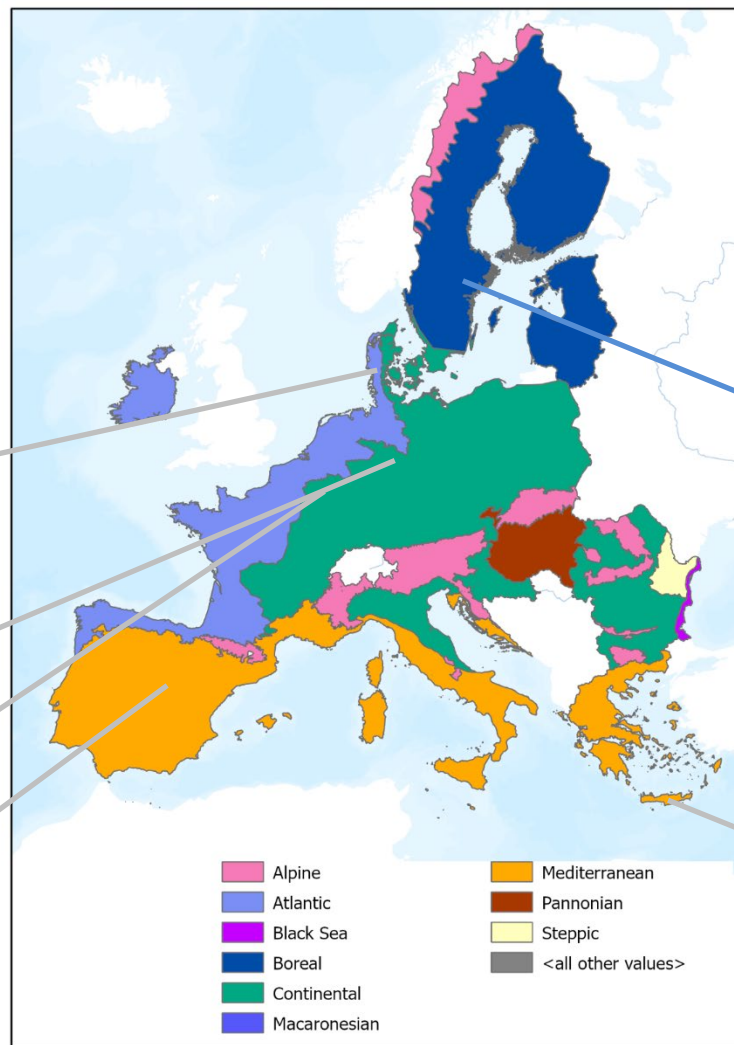 Alpine
Atlantic
Black Sea
Boreal
Continental
Macaronesian
Mediterranean
Pannonian
Steppic
<all other values>